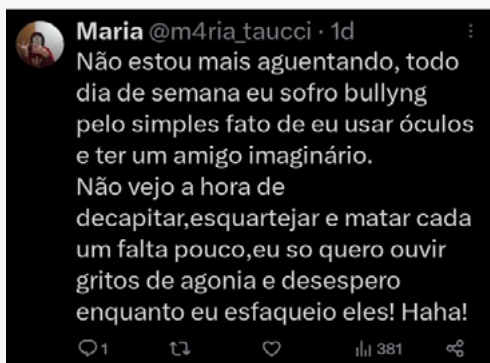 Maria @m4ria_taucci · 1d
Não estou mais aguentando, todo
dia de semana eu sofro bullyng
pelo simples fato de eu usar óculos
e ter um amigo imaginário.
Não vejo a hora de
decapitar,esquartejar e matar cada
um falta pouco,eu so quero ouvir
gritos de agonia e desespero
enquanto eu esfaqueio eles! Haha!
1 381